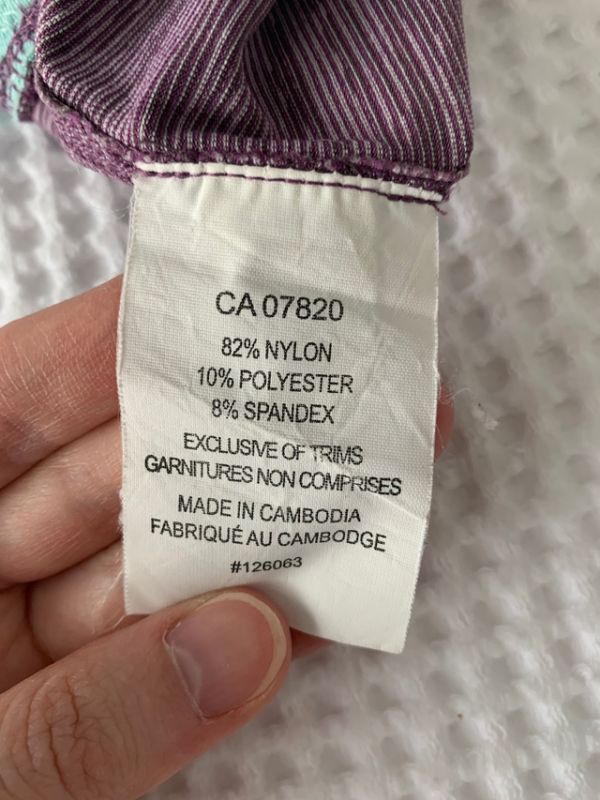 CA 07820
82% NYLON
10% POLYESTER
8% SPANDEX
EXCLUSIVE OF TRIMS
GARNITURES NON COMPRISES
MADE IN CAMBODIA
FABRIQUÉ AU CAMBODGE
#126063